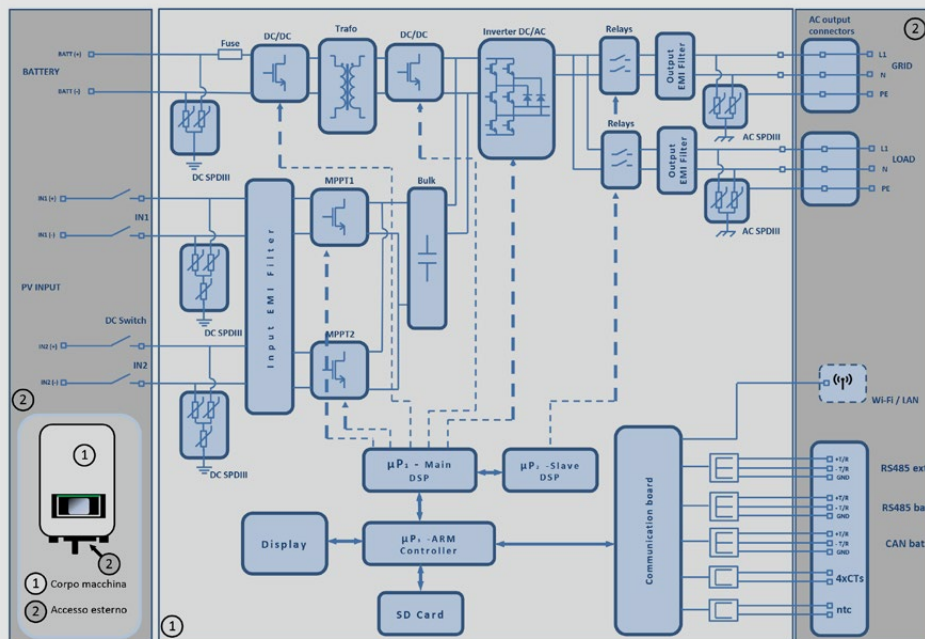 BATTERY
BATT (+)
BATT (-)
Fuse
DC/DC
Trafo
DC/DC
Inverter DC/AC
Relays
Output
EMI Filter
AC output
connectors
2
L1
GRID
N
PE
AC SPDIII
Relays
Output
EMI Filter
L1
LOAD
N
PE
AC SPDIII
DC SPDIII
IN1 (+)
IN1
IN1 (-)
PV INPUT
DC SPDIII
DC Switch
IN2 (+)
IN2
IN2 (-)
DC SPDIII
Input EMI Filter
MPPT1
MPPT2
Bulk
2
1
2
1 Corpo macchina
2 Accesso esterno
1
µP₁ - Main
DSP
µP₂ -Slave
DSP
Display
-ARM
Controller
SD Card
Communication board
Wi-Fi / LAN
+T/R
- T/R
GND
RS485 ext
+T/R
- T/R
GND
RS485 ba
+T/R
- T/R
GND
CAN bat
4xCTs
ntc